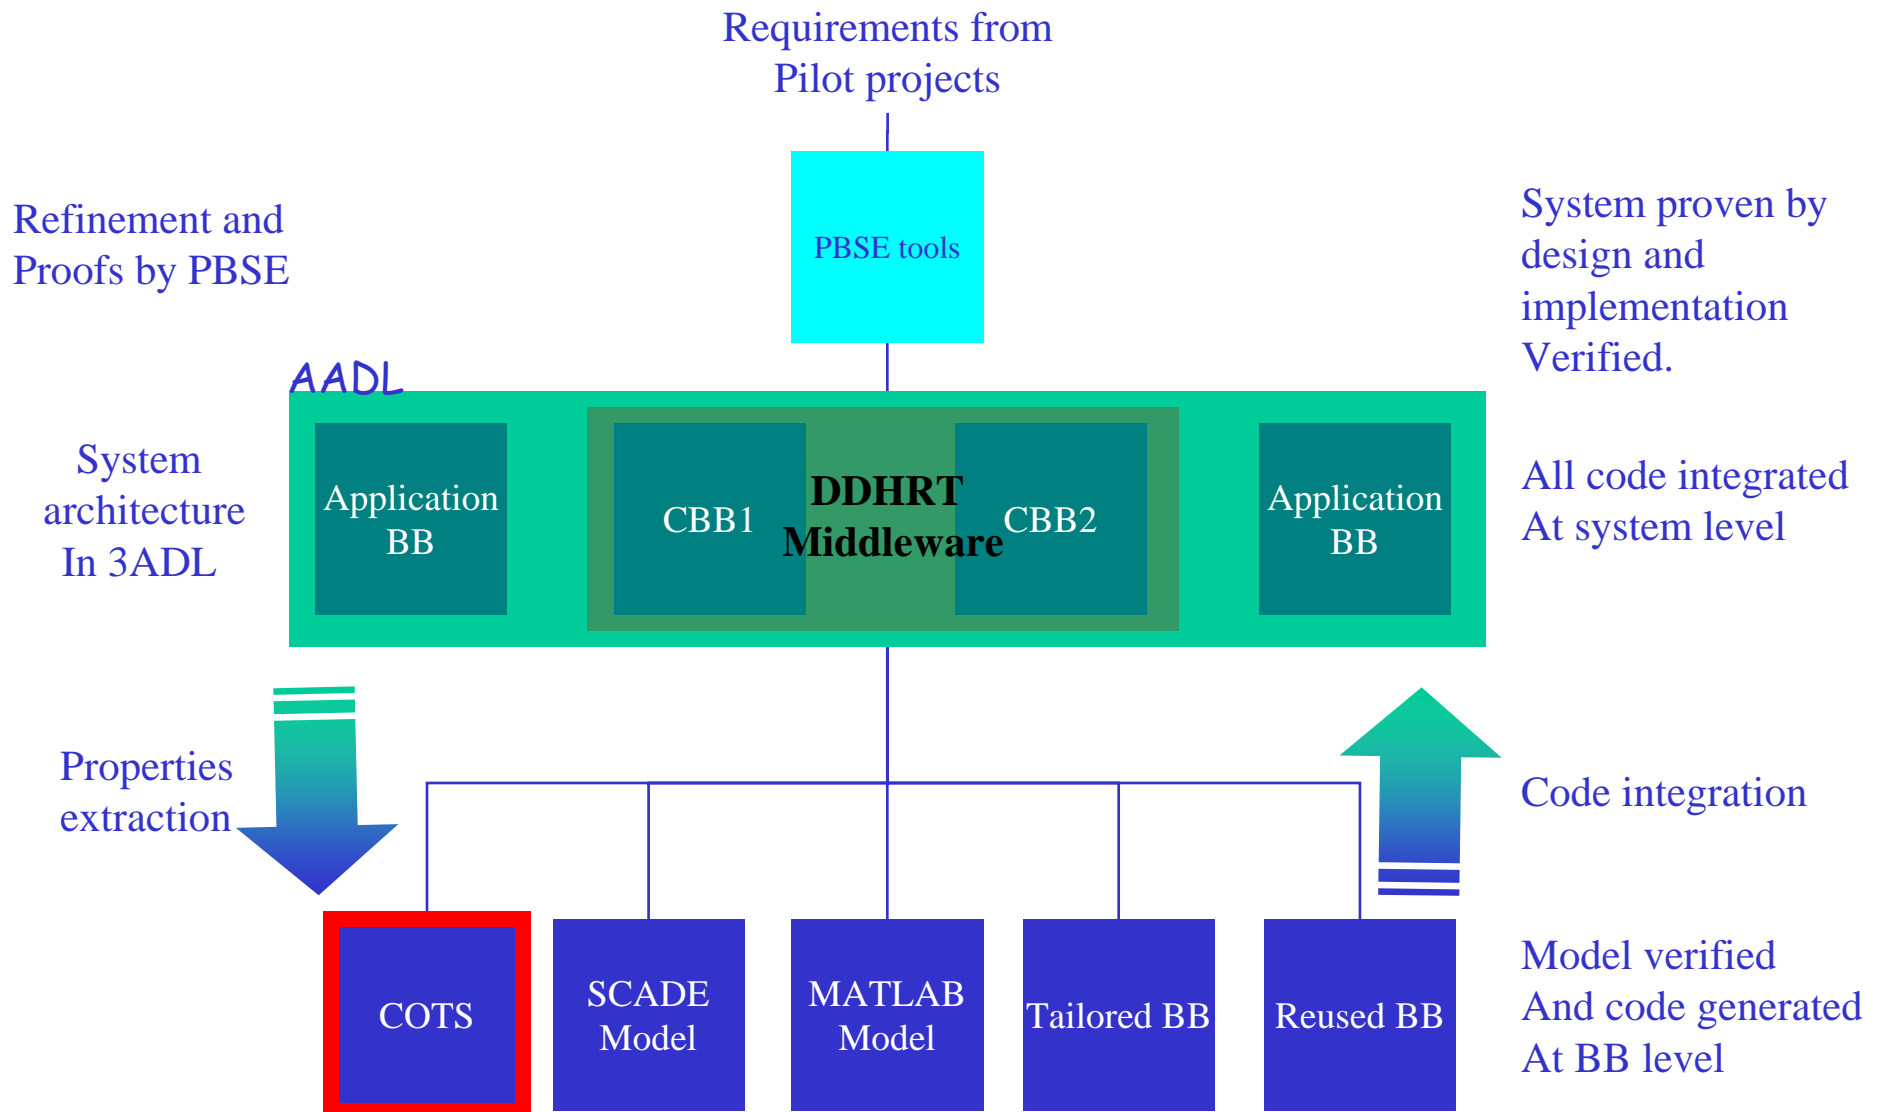 Requirements from
Pilot projects
Refinement and
Proofs by PBSE
PBSE tools
System proven by
design and
implementation
Verified.
AADL
System
architecture
In 3ADL
Application
BB
CBB1
DDHRT
Middleware
CBB2
Application
BB
All code integrated
At system level
Properties
extraction
Code integration
COTS
SCADE
Model
MATLAB
Model
Tailored BB
Reused BB
Model verified
And code generated
At BB level